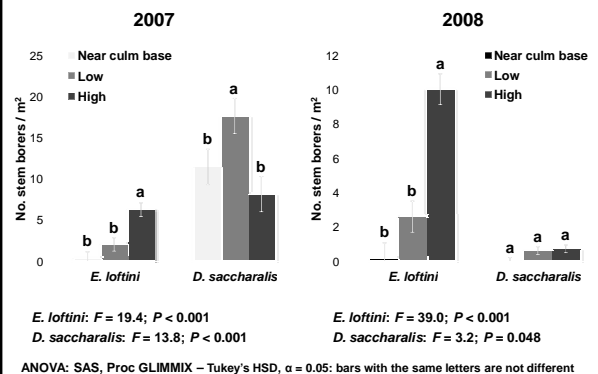 2007
25
20
15
10
5
0
No. stem borers / m²
Near culm base
Low
High
b
b
a
b
a
b
E. loftini
D. saccharalis
E. loftini: F = 19.4; P < 0.001
D. saccharalis: F = 13.8; P < 0.001
2008
12
10
8
6
4
2
0
No. stem borers / m²
Near culm base
Low
High
b
b
a
a
a
a
E. loftini
D. saccharalis
E. loftini: F = 39.0; P < 0.001
D. saccharalis: F = 3.2; P = 0.048
ANOVA: SAS, Proc GLIMMIX – Tukey's HSD, α = 0.05: bars with the same letters are not different